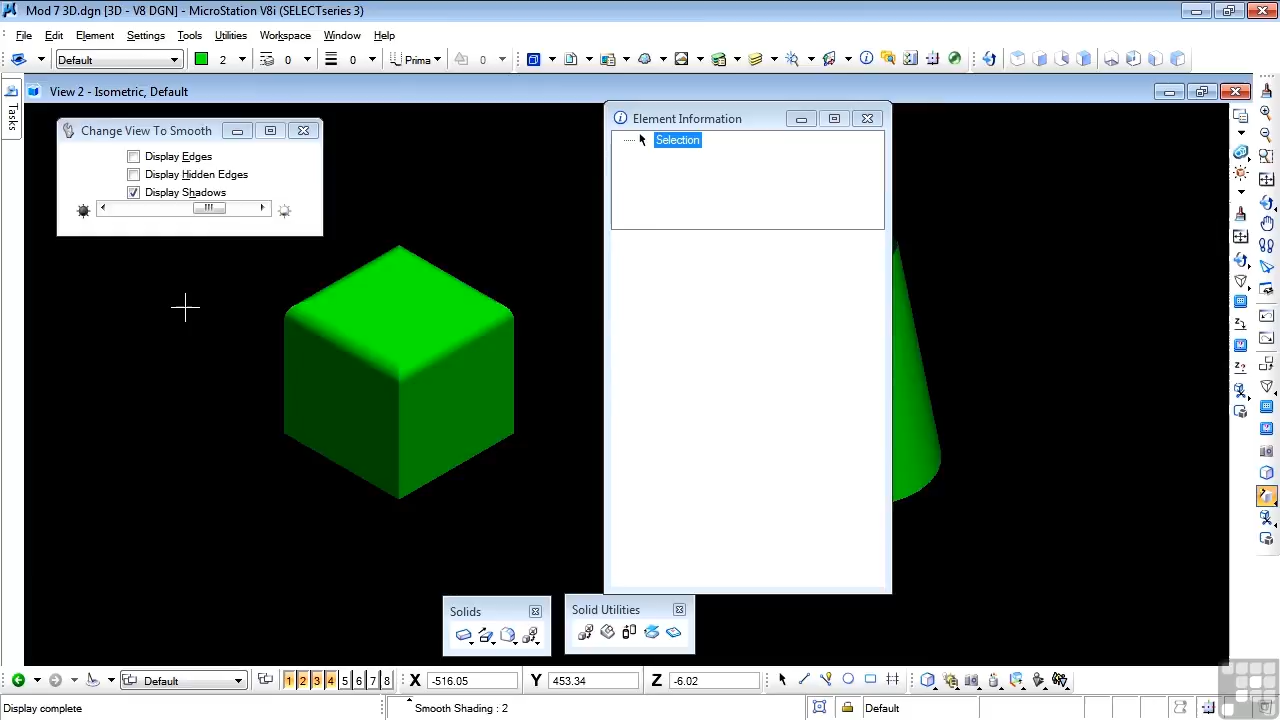 Mod 7 3D.dgn [3D - V8 DGN] - MicroStation V8i (SELECTseries 3)
File Edit Element Settings Tools Utilities Workspace Window Help
Default 2 0 0 Prima 0
Tasks
View 2 - Isometric, Default
Change View To Smooth
Display Edges
Display Hidden Edges
Display Shadows
Element Information
Selection
Solids
Solid Utilities
Default 1 2 3 4 5 6 7 8 X -516.05 Y 453.34 Z -6.02
Display complete Smooth Shading : 2 Default